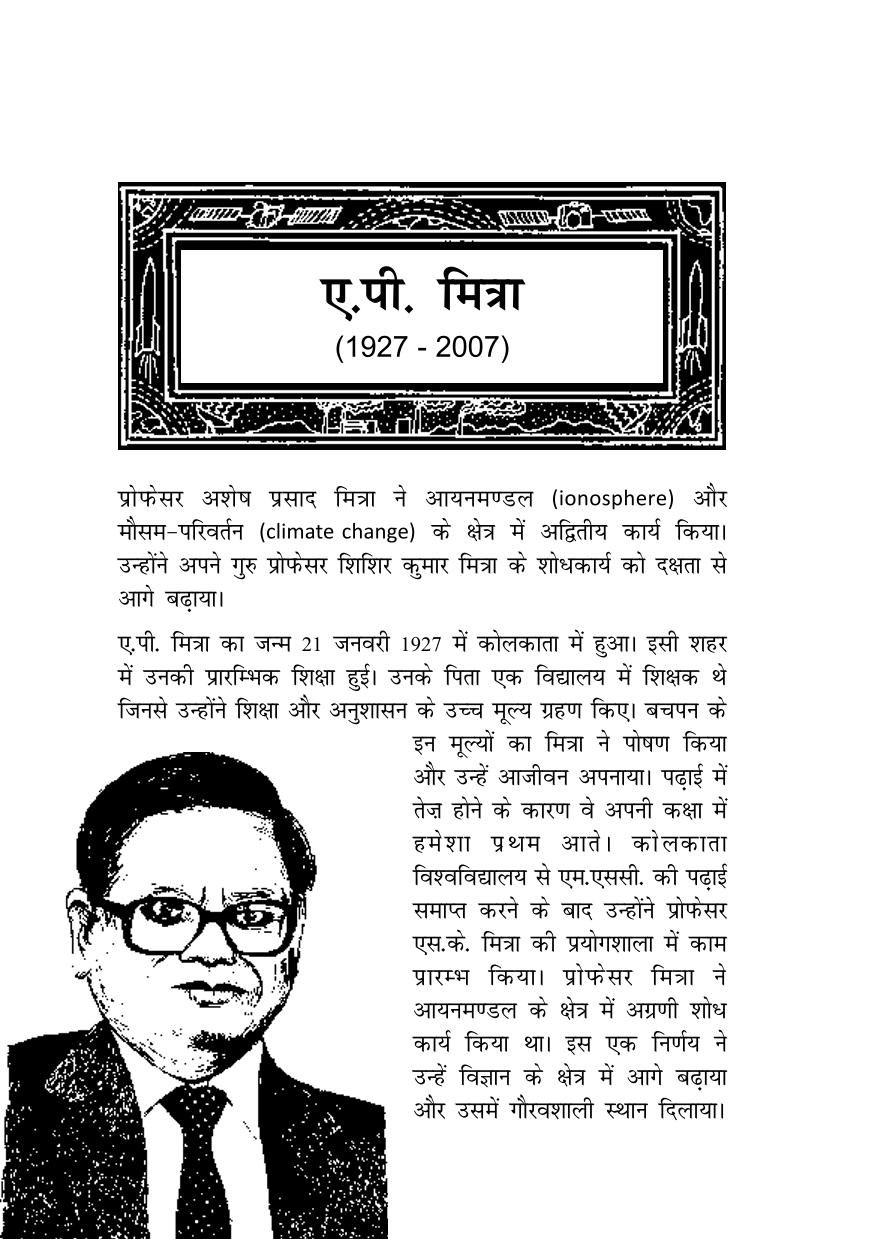 ए.पी. मित्रा
(1927 - 2007)
प्रोफेसर अशेष प्रसाद मित्रा ने आयनमण्डल (ionosphere) और
मौसम-परिवर्तन (climate change) के क्षेत्र में अद्वितीय कार्य किया।
उन्होंने अपने गुरु प्रोफेसर शिशिर कुमार मित्रा के शोधकार्य को दक्षता से
आगे बढ़ाया।
ए.पी. मित्रा का जन्म 21 जनवरी 1927 में कोलकाता में हुआ। इसी शहर
में उनकी प्रारम्भिक शिक्षा हुई। उनके पिता एक विद्यालय में शिक्षक थे
जिनसे उन्होंने शिक्षा और अनुशासन के उच्च मूल्य ग्रहण किए। बचपन के
इन मूल्यों का मित्रा ने पोषण किया
और उन्हें आजीवन अपनाया। पढ़ाई में
तेज़ होने के कारण वे अपनी कक्षा में
हमेशा प्रथम आते। कोलकाता
विश्वविद्यालय से एम.एससी. की पढ़ाई
समाप्त करने के बाद उन्होंने प्रोफेसर
एस.के. मित्रा की प्रयोगशाला में काम
प्रारम्भ किया। प्रोफेसर मित्रा ने
आयनमण्डल के क्षेत्र में अग्रणी शोध
कार्य किया था। इस एक निर्णय ने
उन्हें विज्ञान के क्षेत्र में आगे बढ़ाया
और उसमें गौरवशाली स्थान दिलाया।